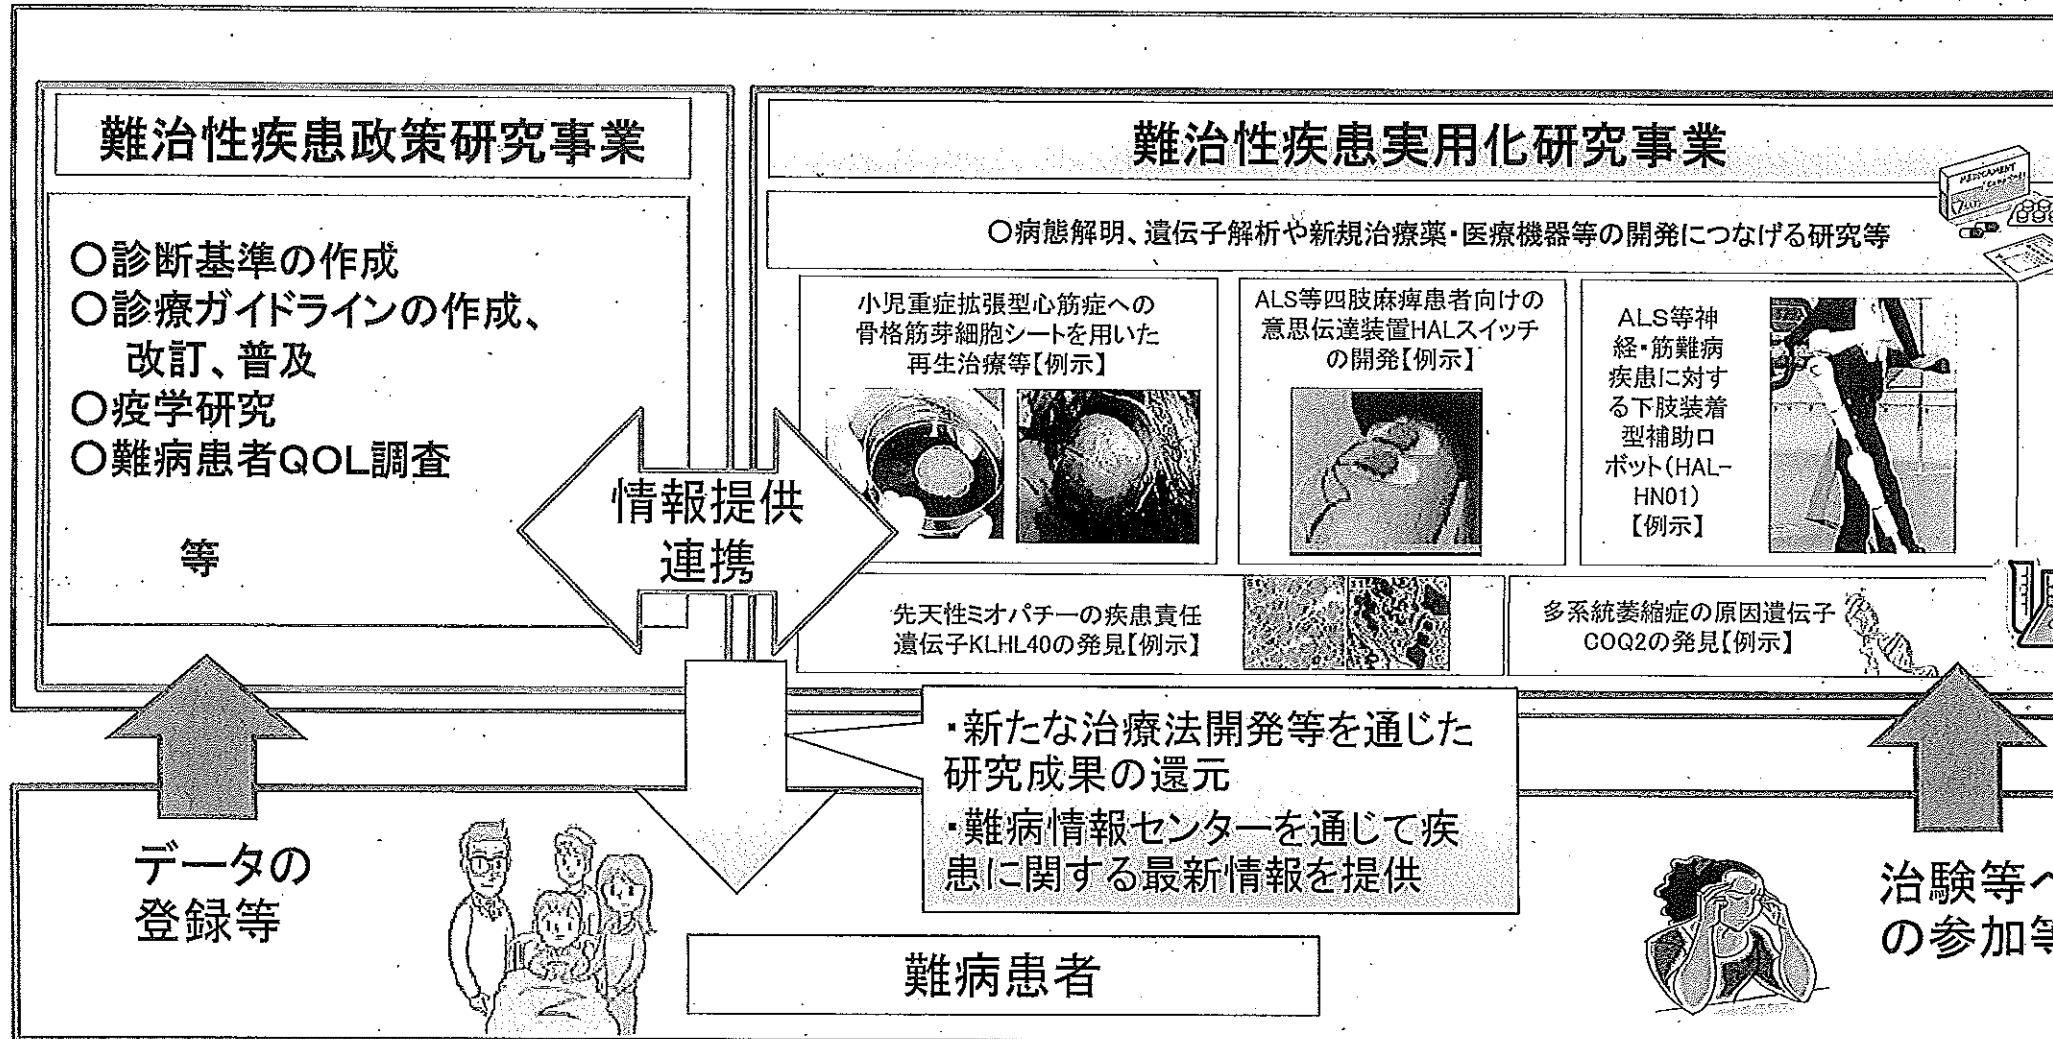 難治性疾患政策研究事業
○診断基準の作成
○診療ガイドラインの作成、
改訂、普及
○疫学研究
○難病患者QOL調査
等
情報提供
連携
難治性疾患実用化研究事業
MEDICAMENT
○病態解明、遺伝子解析や新規治療薬・医療機器等の開発につなげる研究等
小児重症拡張型心筋症への
骨格筋芽細胞シートを用いた
再生治療等【例示】
ALS等四肢麻痺患者向けの
意思伝達装置HALスイッチ
の開発【例示】
ALS等神
経・筋難病
疾患に対す
る下肢装着
型補助ロ
ボット(HAL-
HN01)
【例示】
先天性ミオパチーの疾患責任
遺伝子KLHL40の発見【例示】
多系統萎縮症の原因遺伝子
COQ2の発見【例示】
・新たな治療法開発等を通じた
研究成果の還元
・難病情報センターを通じて疾
患に関する最新情報を提供
データの
登録等
難病患者
治験等へ
の参加等